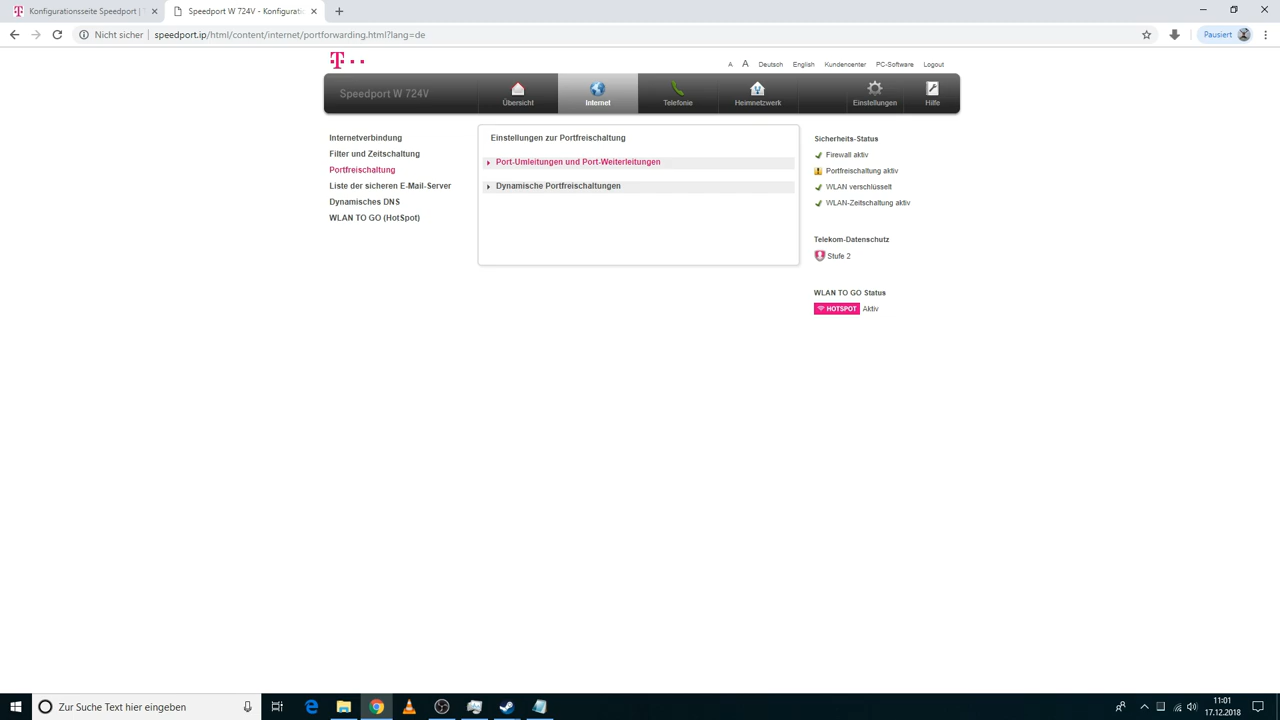 Konfigurationsseite Speedport
Speedport W 724V - Konfiguratio
Nicht sicher speedport.ip/html/content/internet/portforwarding.html?lang=de
Pausiert
A A Deutsch English Kundencenter PC-Software Logout
Speedport W 724V
Übersicht
Internet
Telefonie
Heimnetzwerk
Einstellungen
Hilfe
Internetverbindung
Filter und Zeitschaltung
Portfreischaltung
Liste der sicheren E-Mail-Server
Dynamisches DNS
WLAN TO GO (HotSpot)
Einstellungen zur Portfreischaltung
Port-Umleitungen und Port-Weiterleitungen
Dynamische Portfreischaltungen
Sicherheits-Status
Firewall aktiv
Portfreischaltung aktiv
WLAN verschlüsselt
WLAN-Zeitschaltung aktiv
Telekom-Datenschutz
Stufe 2
WLAN TO GO Status
HOTSPOT Aktiv
Zur Suche Text hier eingeben
11:01
17.12.2018